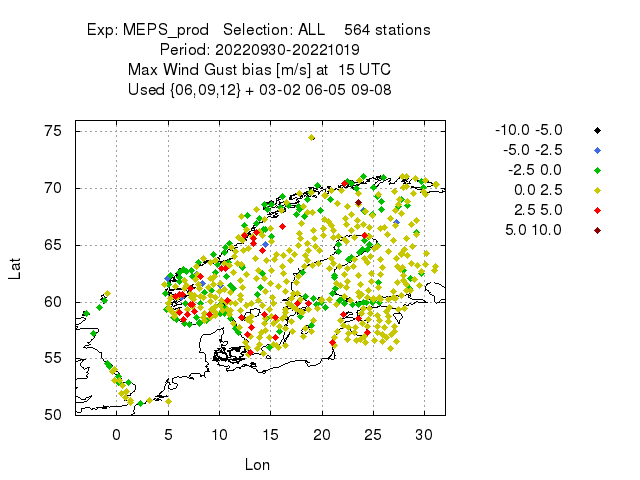 Exp: MEPS_prod Selection: ALL 564 stations
Period: 20220930-20221019
Max Wind Gust bias [m/s] at 15 UTC
Used {06,09,12} + 03-02 06-05 09-08
-10.0 -5.0
-5.0 -2.5
-2.5 0.0
0.0 2.5
2.5 5.0
5.0 10.0
75
70
65
60
55
50
Lat
0 5 10 15 20 25 30
Lon